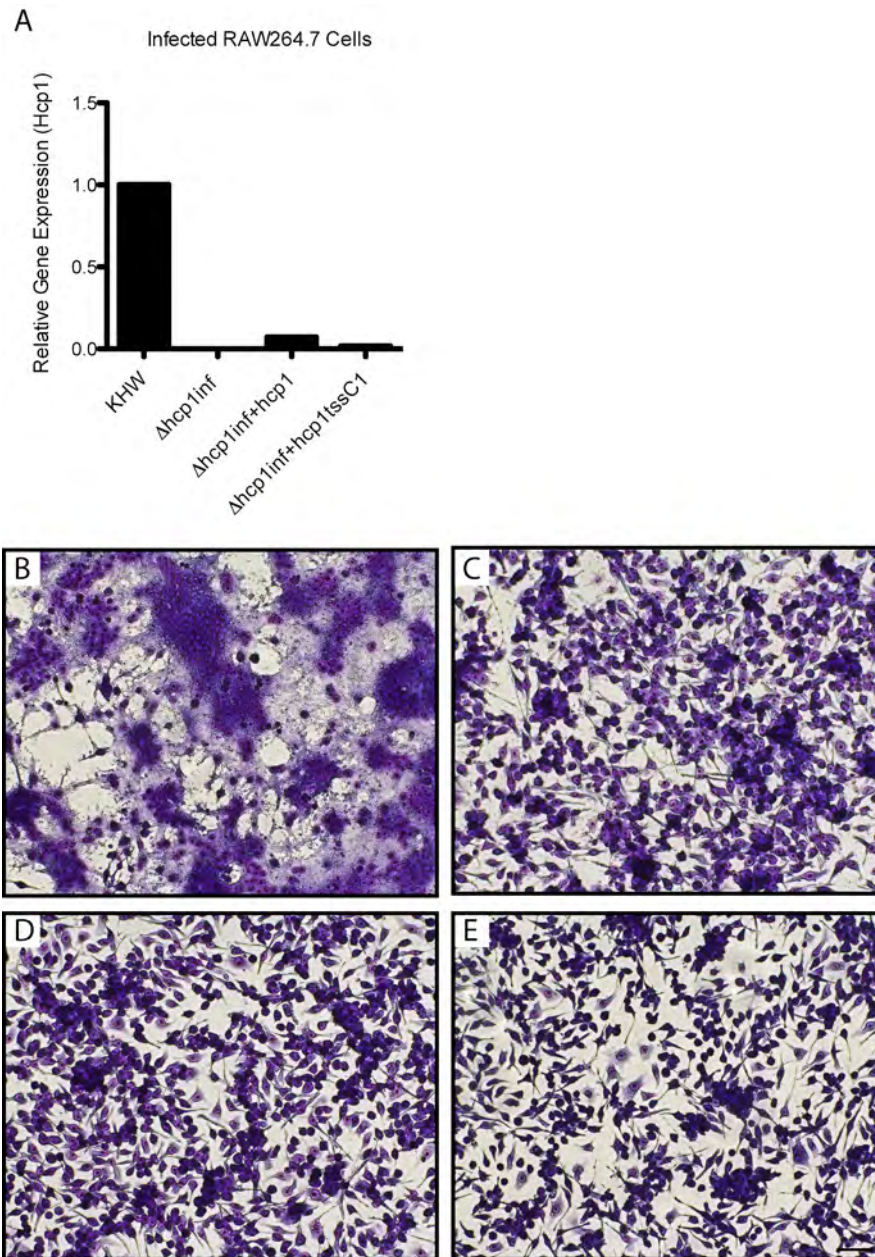 A
Infected RAW264.7 Cells
Relative Gene Expression (Hcp1)
1.5
1.0
0.5
0.0
KHW
Δhcp1inf
Δhcp1inf+hcp1
Δhcp1inf+hcp1tssC1
B
C
D
E